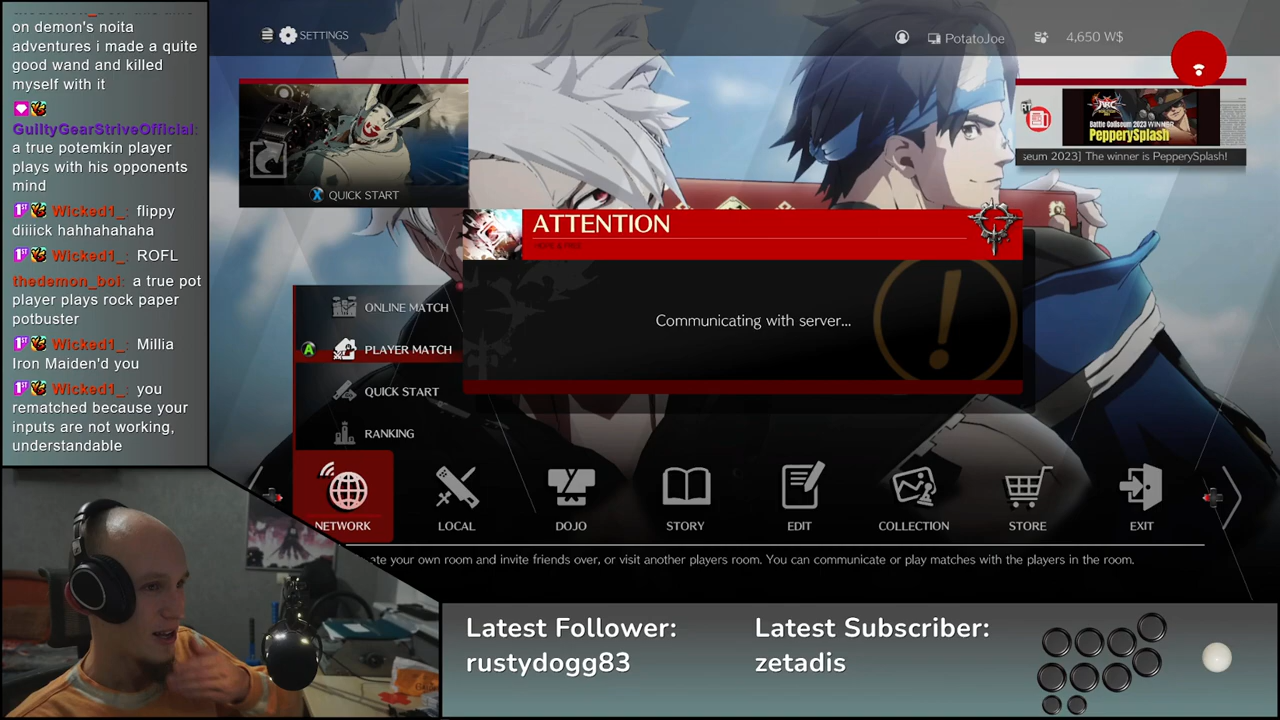 on demon's noita
adventures i made a quite
good wand and killed
myself with it
GuiltyGearStriveOfficial:
a true potemkin player
plays with his opponents
mind
Wicked1_: flippy
diiiick hahhahahaha
Wicked1_: ROFL
thedemon_boi: a true pot
player plays rock paper
potbuster
Wicked1_: Millia
Iron Maiden'd you
Wicked1_: you
rematched because your
inputs are not working,
understandable
SETTINGS
PotatoJoe
4,650 W$
X QUICK START
Battle Coliseum 2023 WINNER
PepperySplash
seum 2023] The winner is PepperySplash!
ATTENTION
Communicating with server...
ONLINE MATCH
A PLAYER MATCH
QUICK START
RANKING
NETWORK
LOCAL
DOJO
STORY
EDIT
COLLECTION
STORE
EXIT
ate your own room and invite friends over, or visit another players room. You can communicate or play matches with the players in the room.
Latest Follower:
rustydogg83
Latest Subscriber:
zetadis